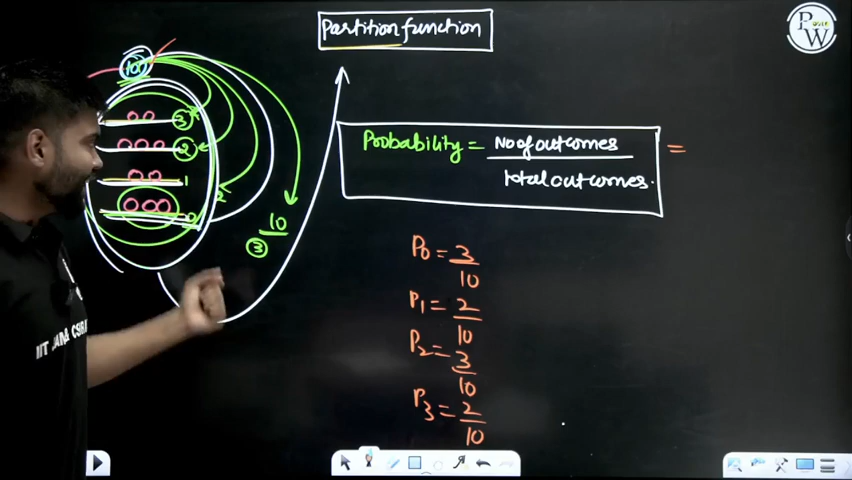 Partition function
PW
10
3
2
1
2
0
10
3
Probability = No of outcomes
Total outcomes.
=
P0 = 3
10
P1 = 2
10
P2 = 3
10
P3 = 2
10